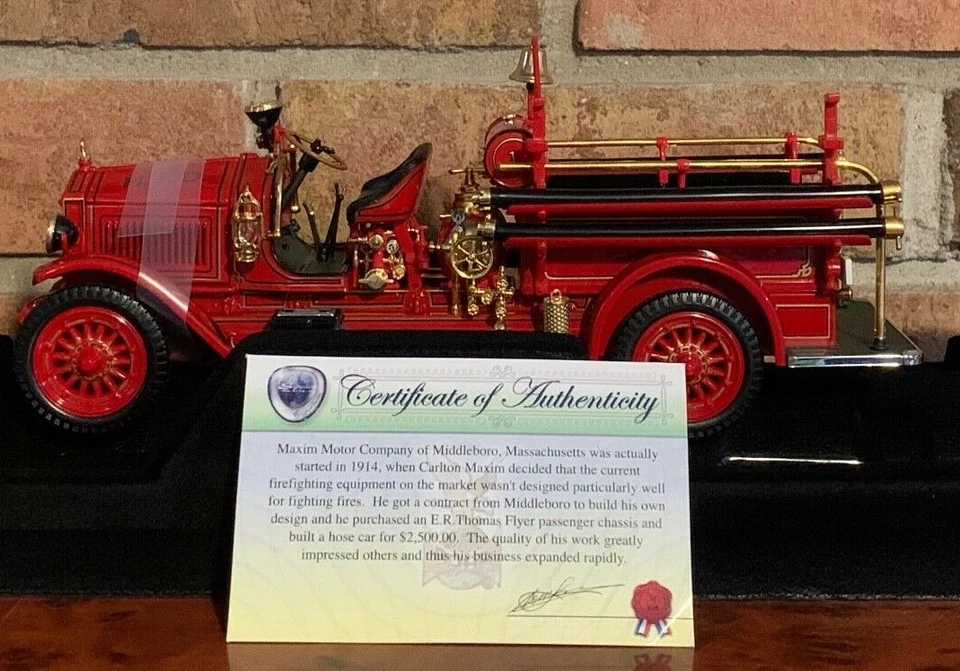 Certificate of Authenticity
Maxim Motor Company of Middleboro, Massachusetts was actually
started in 1914, when Carlton Maxim decided that the current
firefighting equipment on the market wasn't designed particularly well
for fighting fires. He got a contract from Middleboro to build his own
design and he purchased an E.R.Thomas Flyer passenger chassis and
built a hose car for $2,500.00. The quality of his work greatly
impressed others and thus his business expanded rapidly.